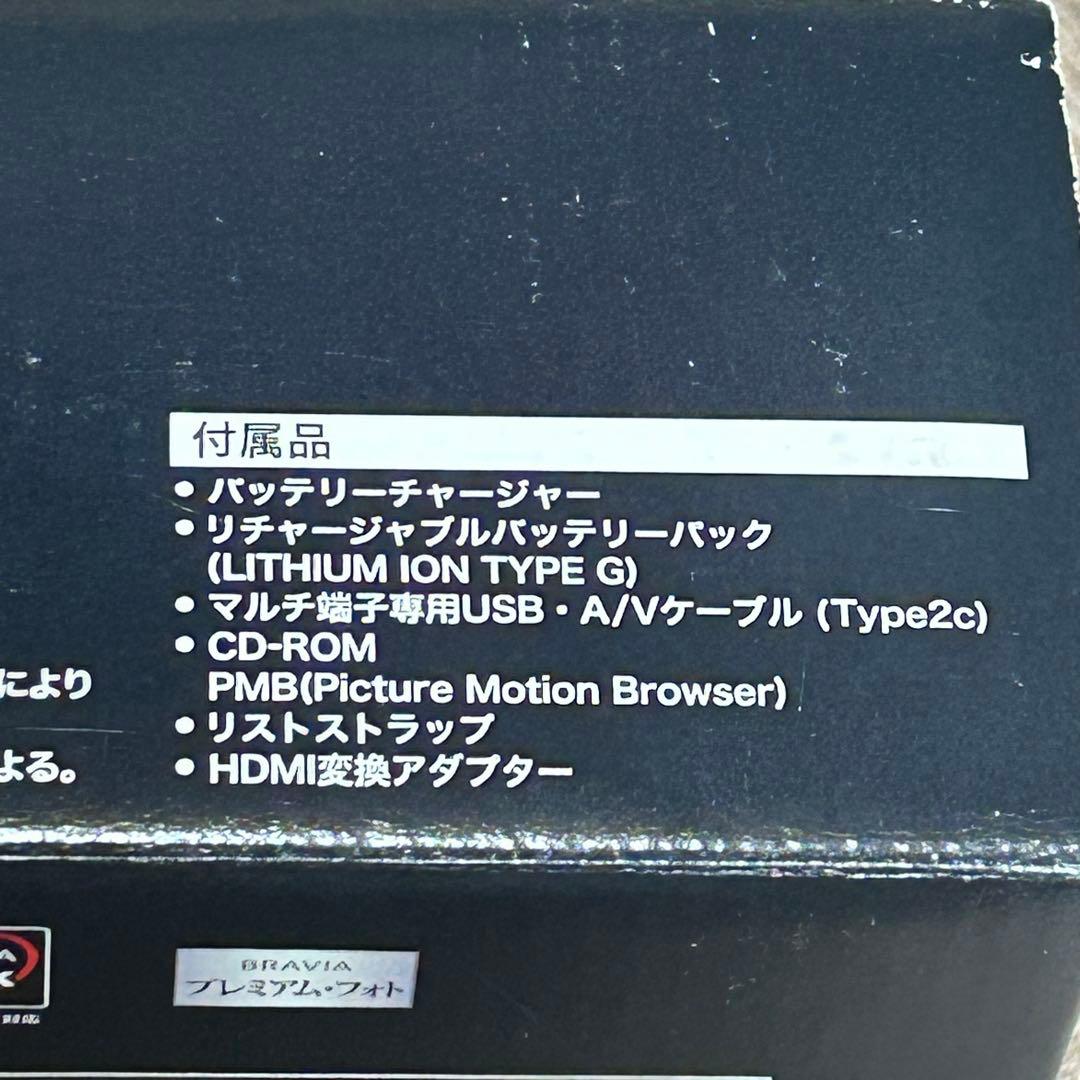 付属品
• バッテリーチャージャー
• リチャージャブルバッテリーパック
(LITHIUM ION TYPE G)
• マルチ端子専用USB・A/Vケーブル (Type2c)
• CD-ROM
PMB(Picture Motion Browser)
• リストストラップ
• HDMI変換アダプター
により
よる。
BRAVIA
プレミアム・フォト